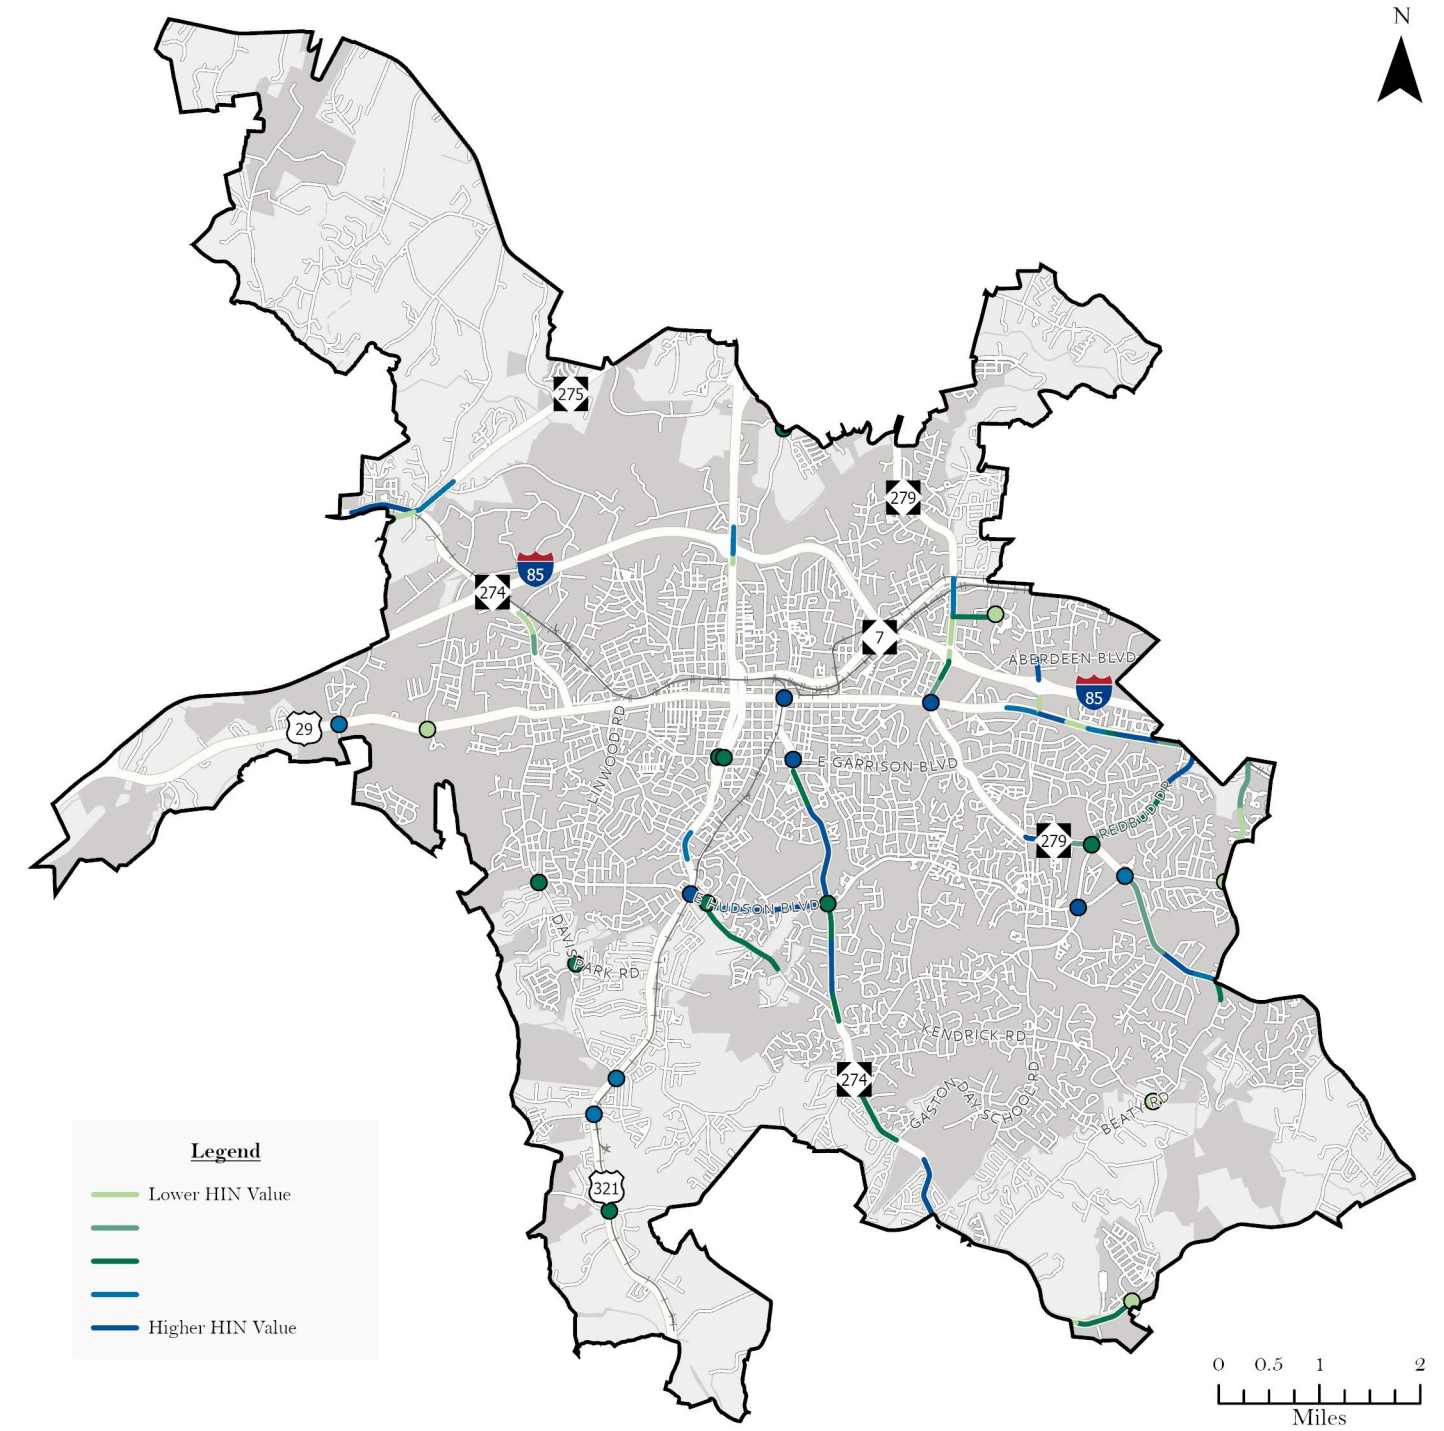 N
275
279
85
274
7
ABERDEEN BLVD
85
29
LINWOOD RD
E GARRISON BLVD
REDBUD DR
279
E HUDSON BLVD
DAVIS PARK RD
KENDRICK RD
274
GASTON DAY SCHOOL RD
BEATY RD
321
Legend
Lower HIN Value
Higher HIN Value
0 0.5 1 2
Miles